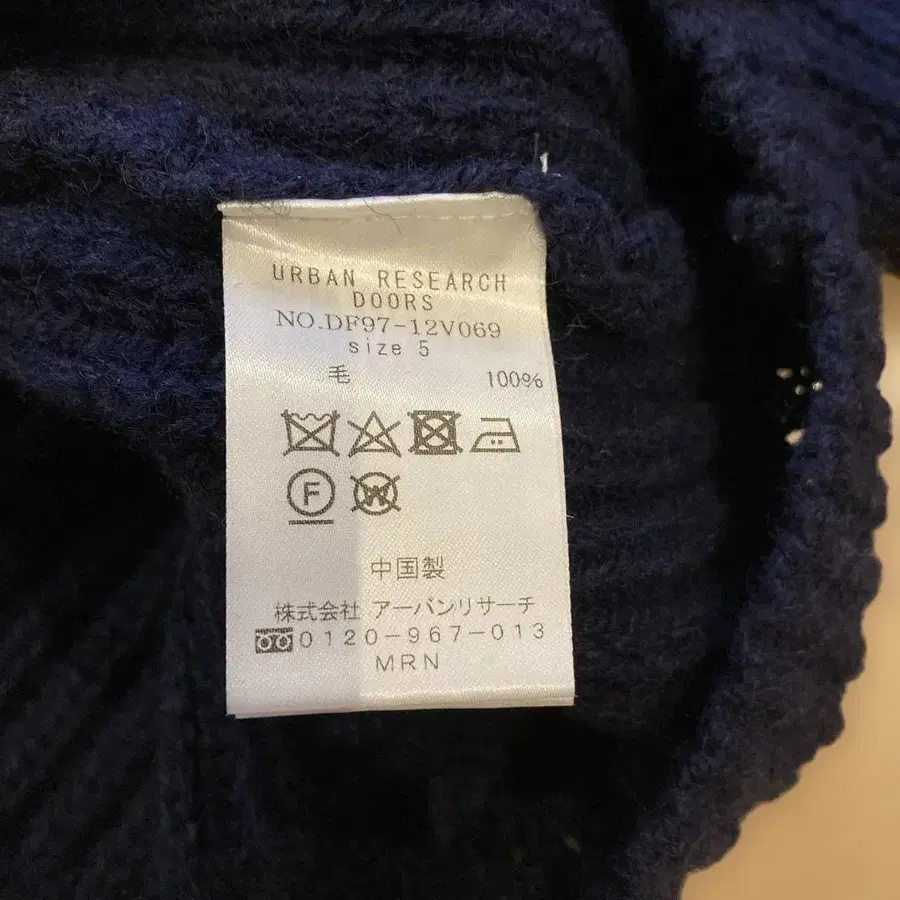 URBAN RESEARCH
DOORS
NO.DF97-12V069
size 5
毛 100%
F W
中国製
株式会社 アーバンリサーチ
0120-967-013
MRN